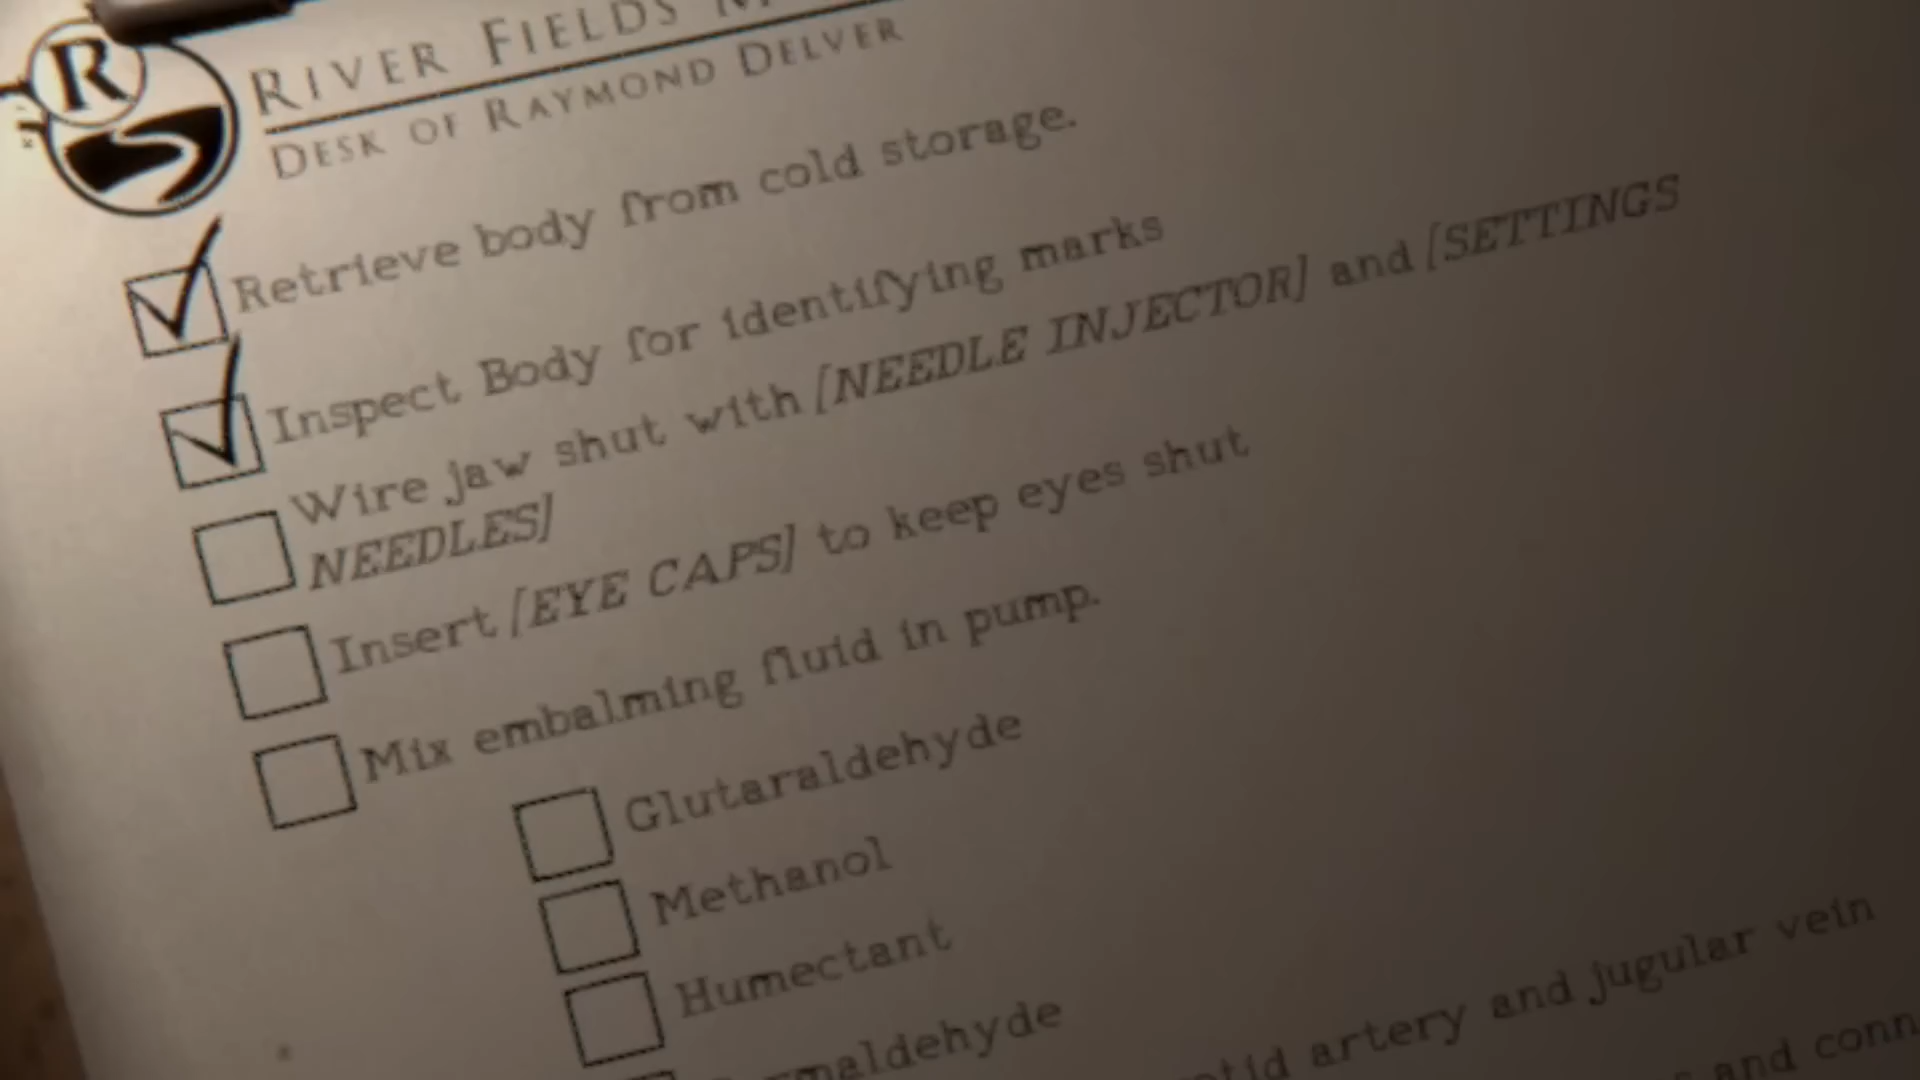 R
RIVER FIELDS
DESK OF RAYMOND DELVER
Retrieve body from cold storage.
Inspect Body for identifying marks
Wire jaw shut with [NEEDLE INJECTOR] and [SETTINGS
NEEDLES]
Insert [EYE CAPS] to keep eyes shut
Mix embalming fluid in pump.
Glutaraldehyde
Methanol
Humectant
artery and jugular vein
and